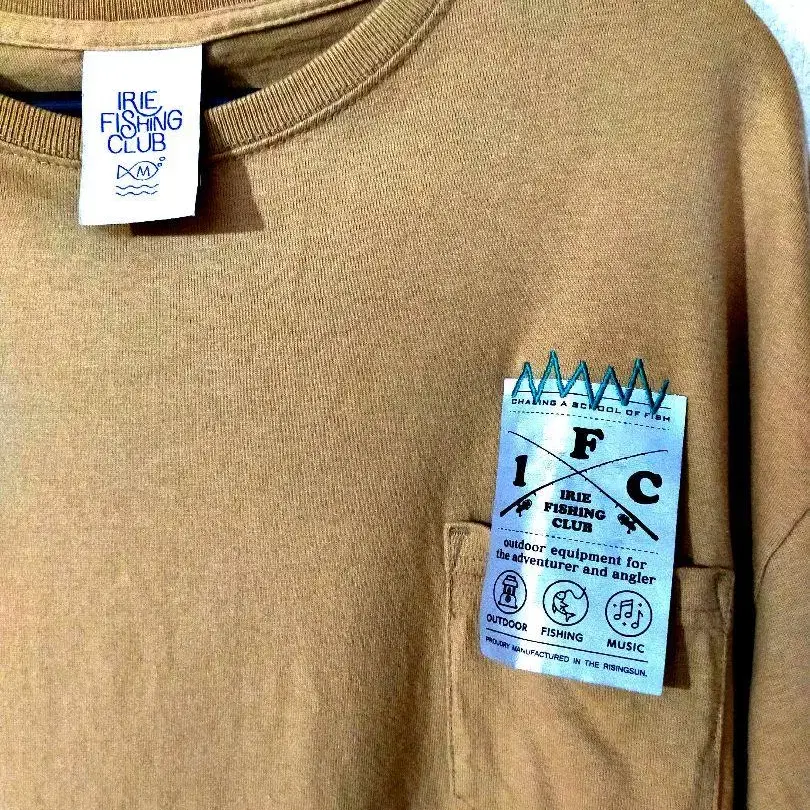 IRIE
FISHING
CLUB
M
CHASING A SCHOOL OF FISH
I F C
IRIE
FISHING
CLUB
outdoor equipment for
the adventurer and angler
OUTDOOR FISHING MUSIC
PROUDRY MANUFACTURED IN THE RISINGSUN.